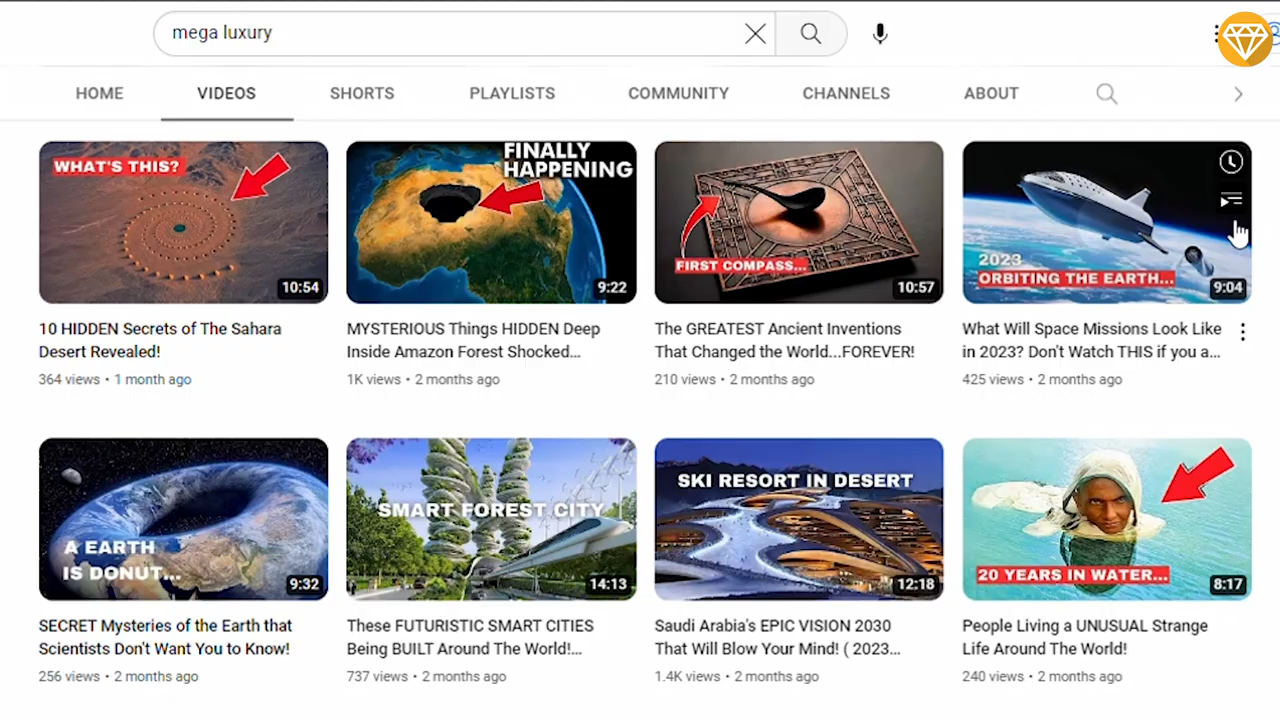 mega luxury
HOME VIDEOS SHORTS PLAYLISTS COMMUNITY CHANNELS ABOUT
WHAT'S THIS?
10:54
FINALLY
HAPPENING
9:22
FIRST COMPASS...
10:57
2023
ORBITING THE EARTH...
9:04
10 HIDDEN Secrets of The Sahara
Desert Revealed!
364 views • 1 month ago
MYSTERIOUS Things HIDDEN Deep
Inside Amazon Forest Shocked...
1K views • 2 months ago
The GREATEST Ancient Inventions
That Changed the World...FOREVER!
210 views • 2 months ago
What Will Space Missions Look Like
in 2023? Don't Watch THIS if you a...
425 views • 2 months ago
A EARTH
IS DONUT...
9:32
SMART FOREST CITY
14:13
SKI RESORT IN DESERT
12:18
20 YEARS IN WATER...
8:17
SECRET Mysteries of the Earth that
Scientists Don't Want You to Know!
256 views • 2 months ago
These FUTURISTIC SMART CITIES
Being BUILT Around The World!...
737 views • 2 months ago
Saudi Arabia's EPIC VISION 2030
That Will Blow Your Mind! ( 2023...
1.4K views • 2 months ago
People Living a UNUSUAL Strange
Life Around The World!
240 views • 2 months ago